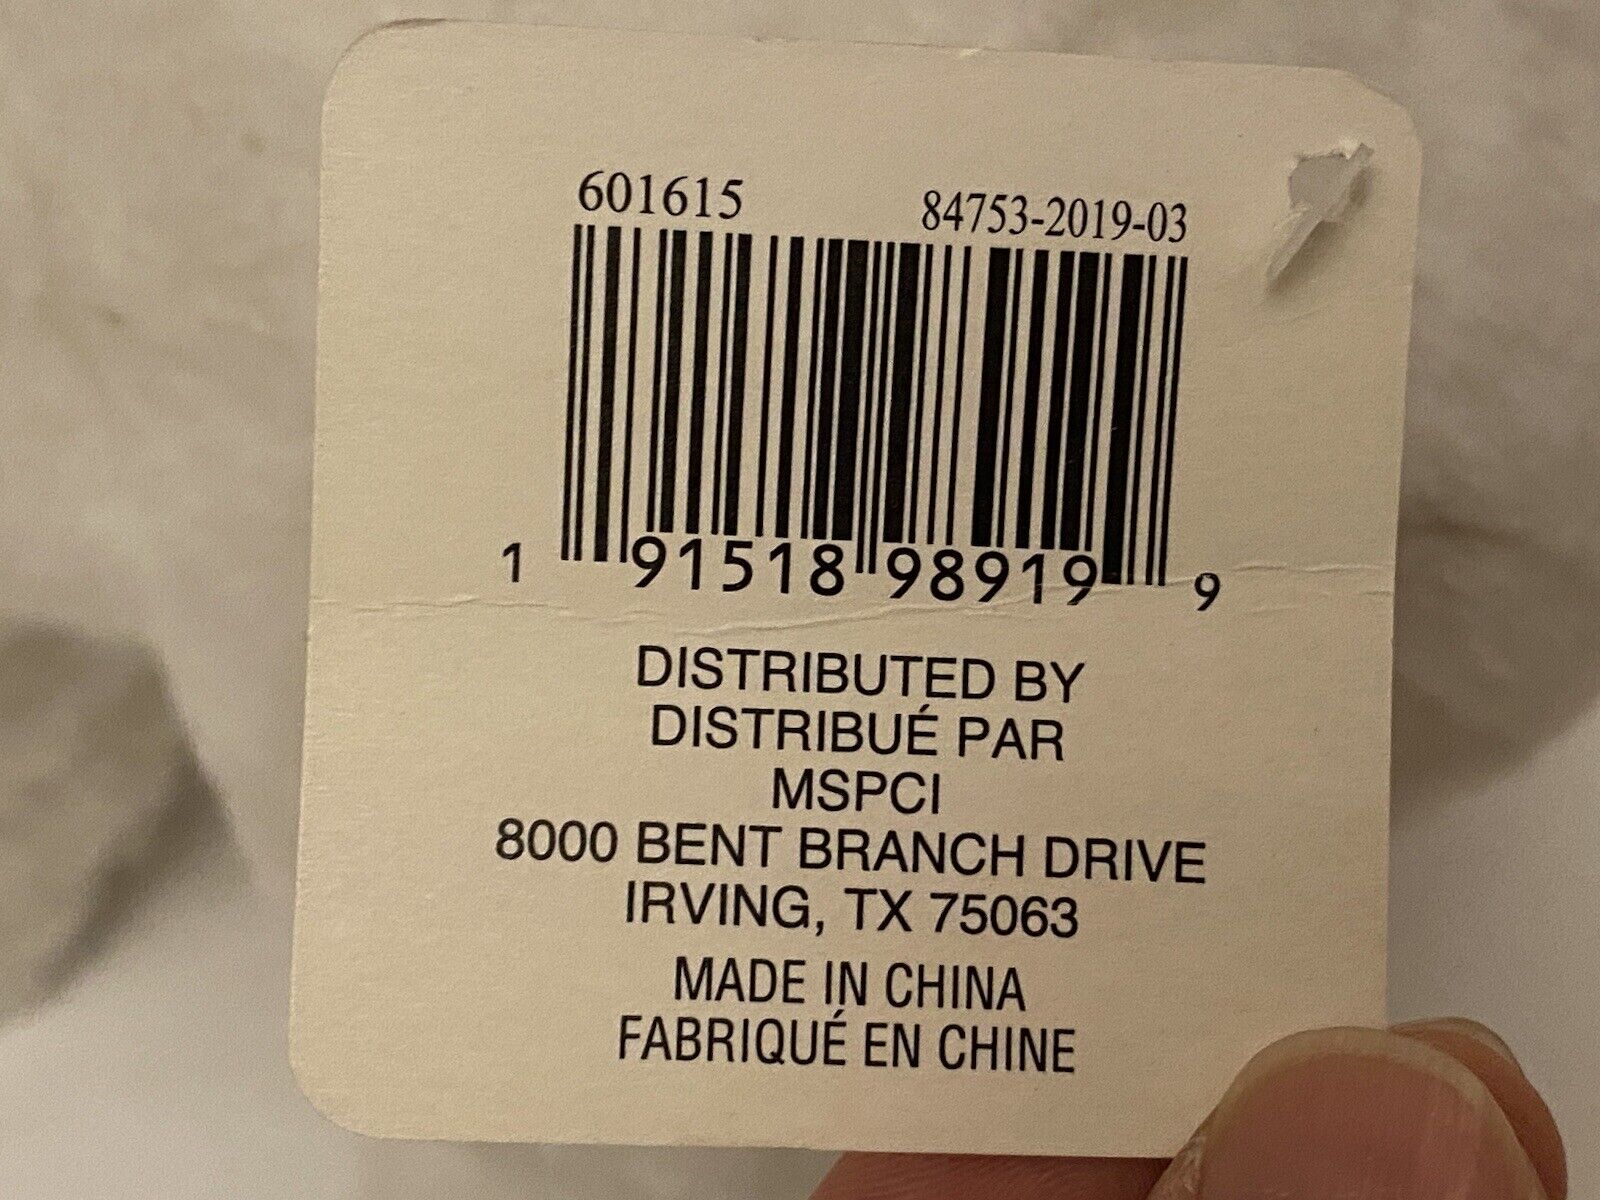 601615 84753-2019-03
1 91518 98919 9
DISTRIBUTED BY
DISTRIBUÉ PAR
MSPCI
8000 BENT BRANCH DRIVE
IRVING, TX 75063
MADE IN CHINA
FABRIQUÉ EN CHINE